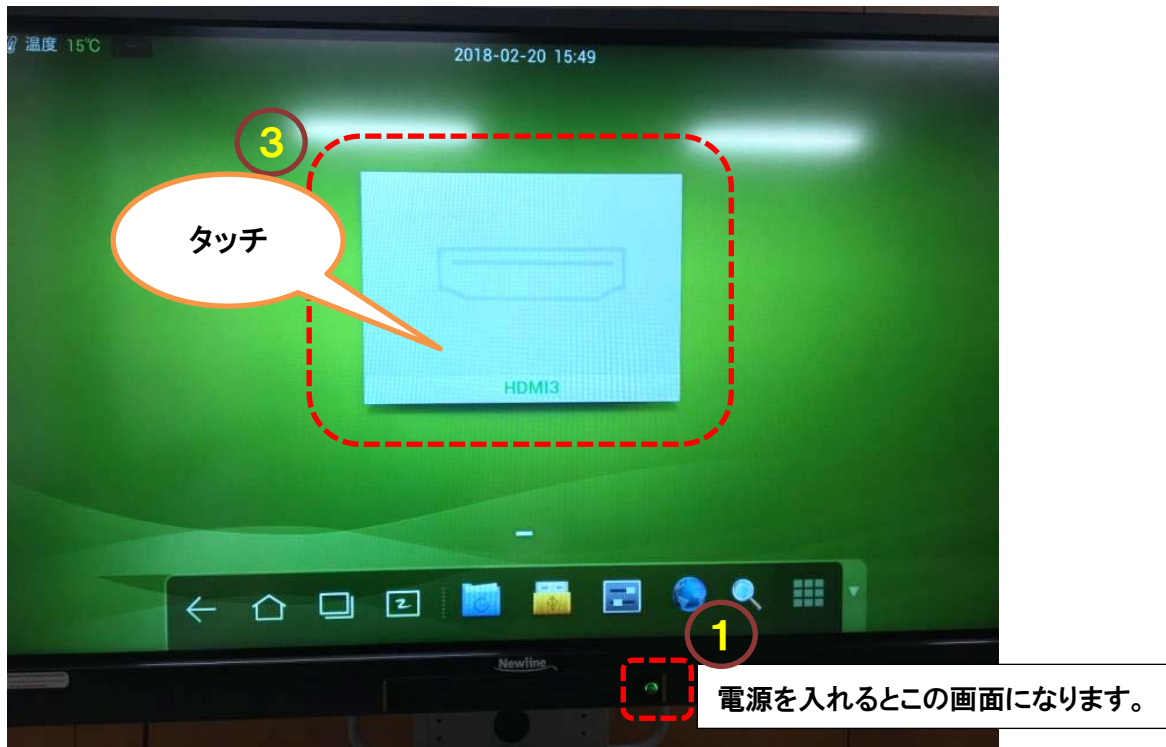 温度 15℃
2018-02-20 15:49
3
タッチ
HDMI3
Newline
1
電源を入れるとこの画面になります。